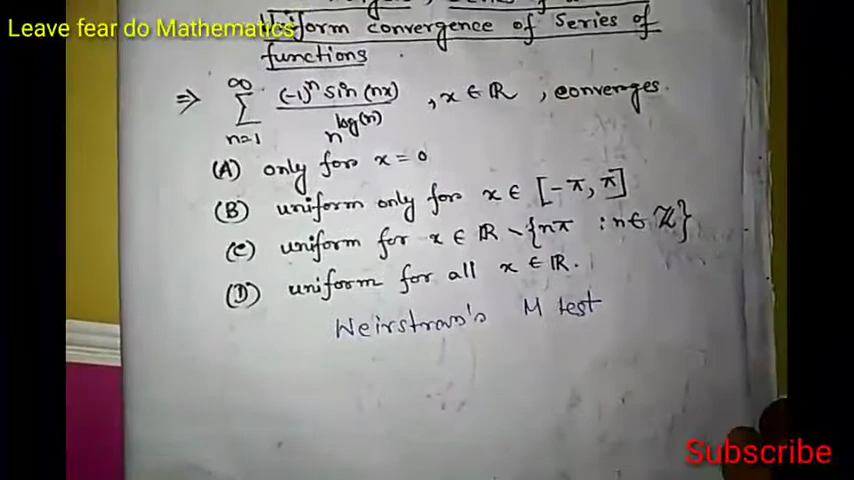 Leave fear do Mathematics
Uniform convergence of series of
functions
⇒ ∑_{n=1}^{∞} (-1)^n sin(nx) / n^{log(n)}, x ∈ ℝ, converges.
(A) only for x = 0
(B) uniform only for x ∈ [-π, π]
(C) uniform for x ∈ ℝ \ {nπ : n ∈ ℤ}
(D) uniform for all x ∈ ℝ.
Weirstrass's M test
Subscribe